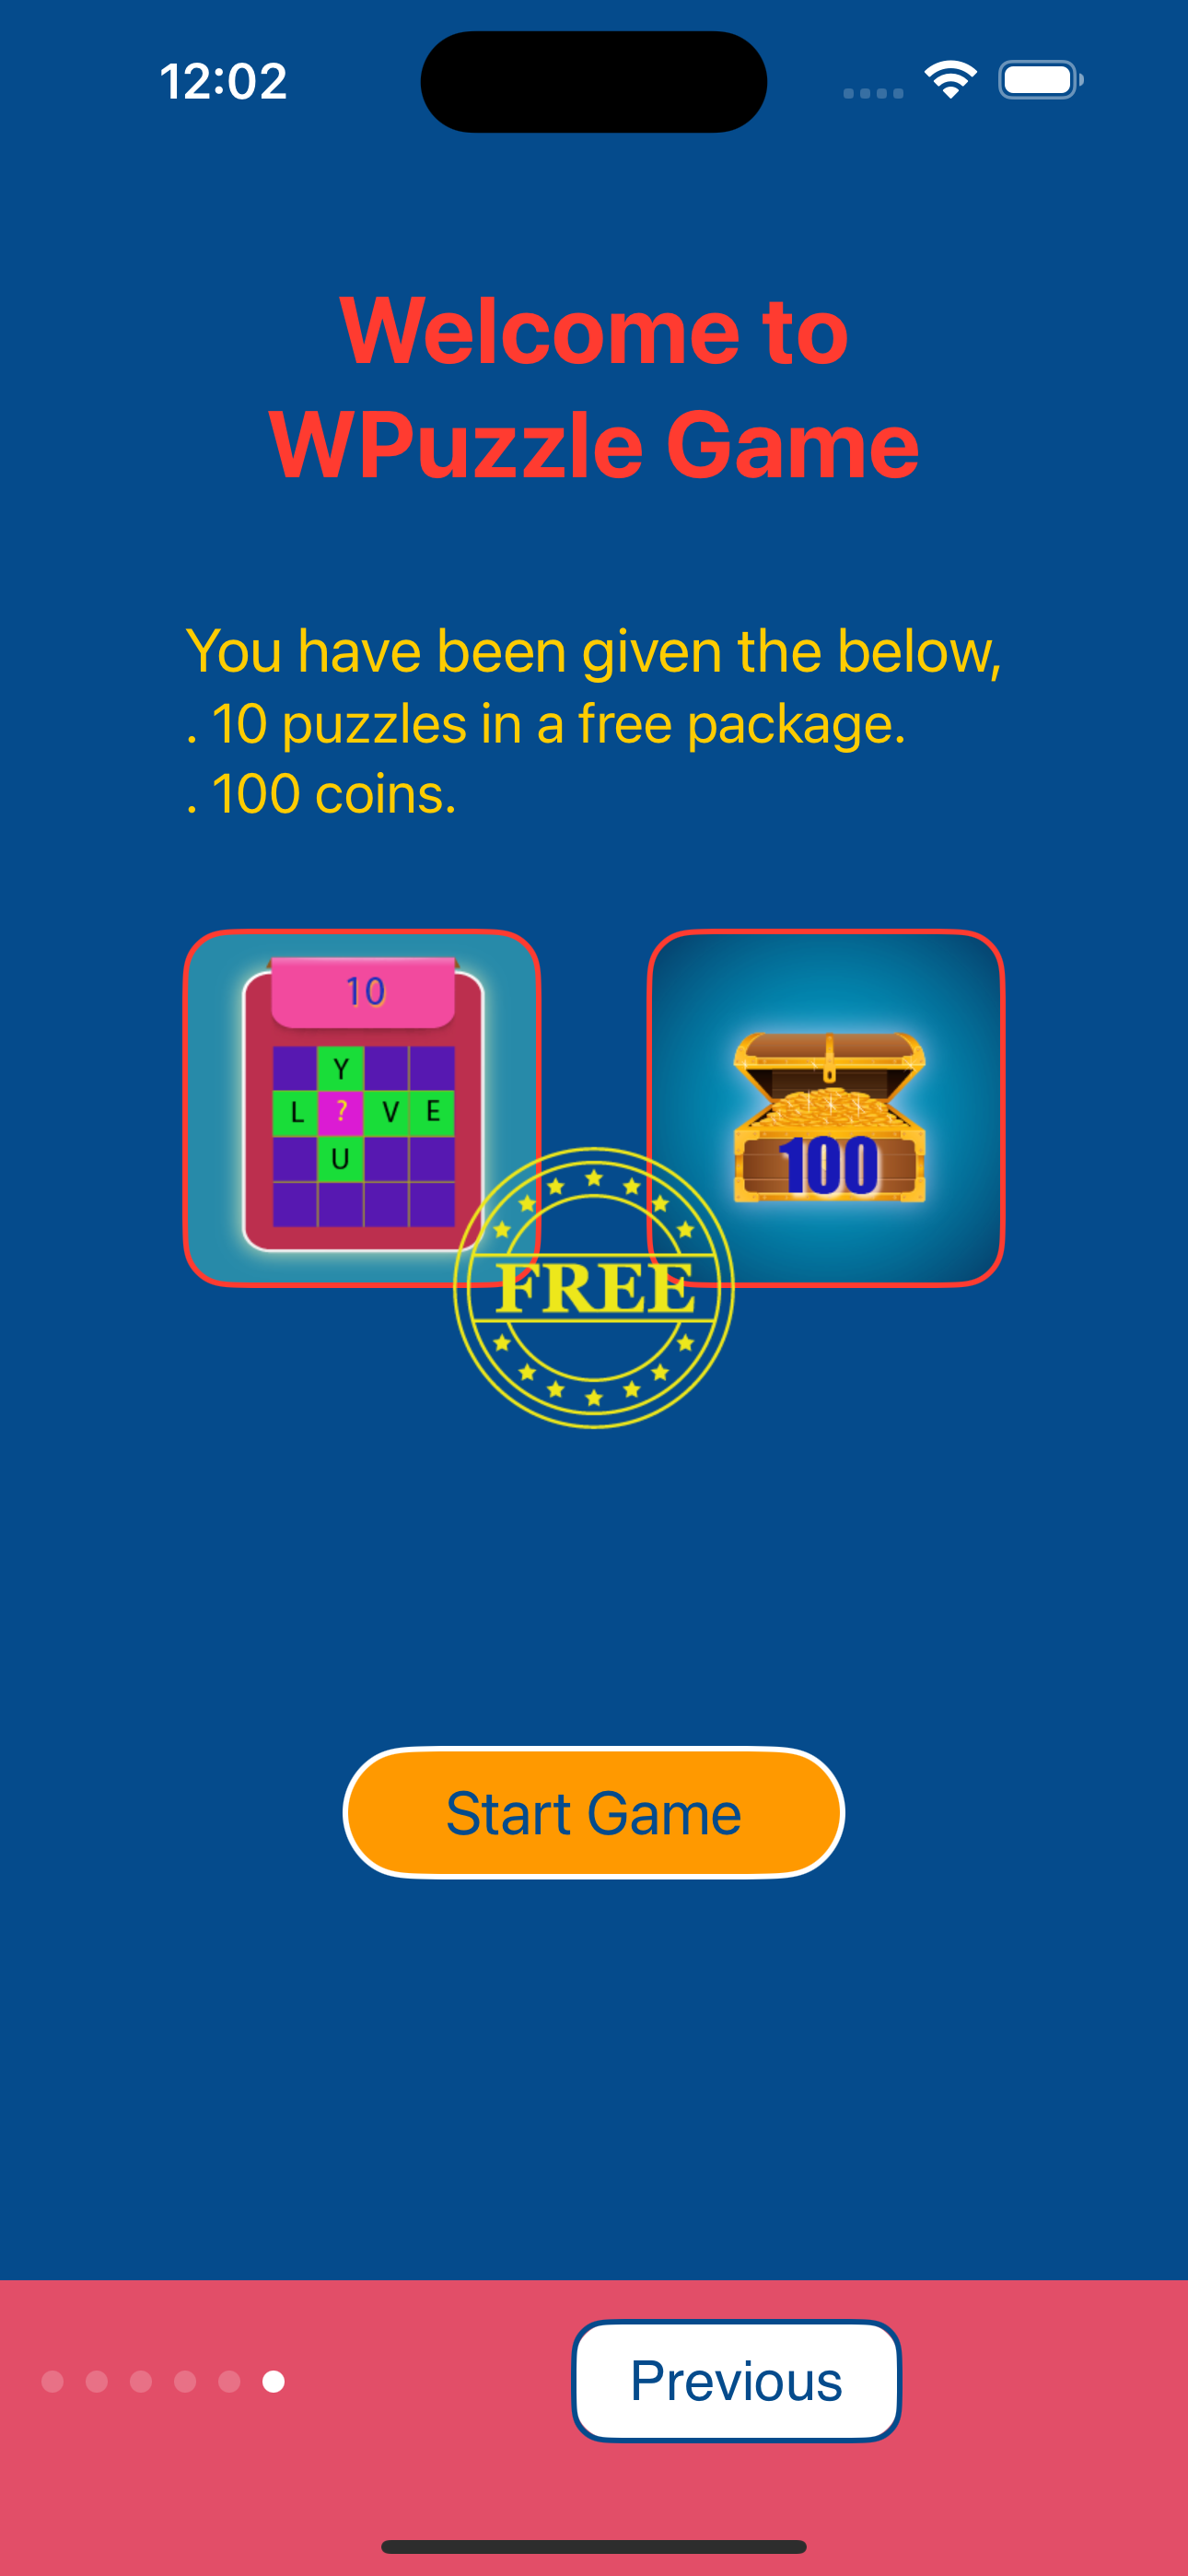 12:02
Welcome to
WPuzzle Game
You have been given the below,
. 10 puzzles in a free package.
. 100 coins.
10
Y
L ? V E
U
100
FREE
Start Game
Previous